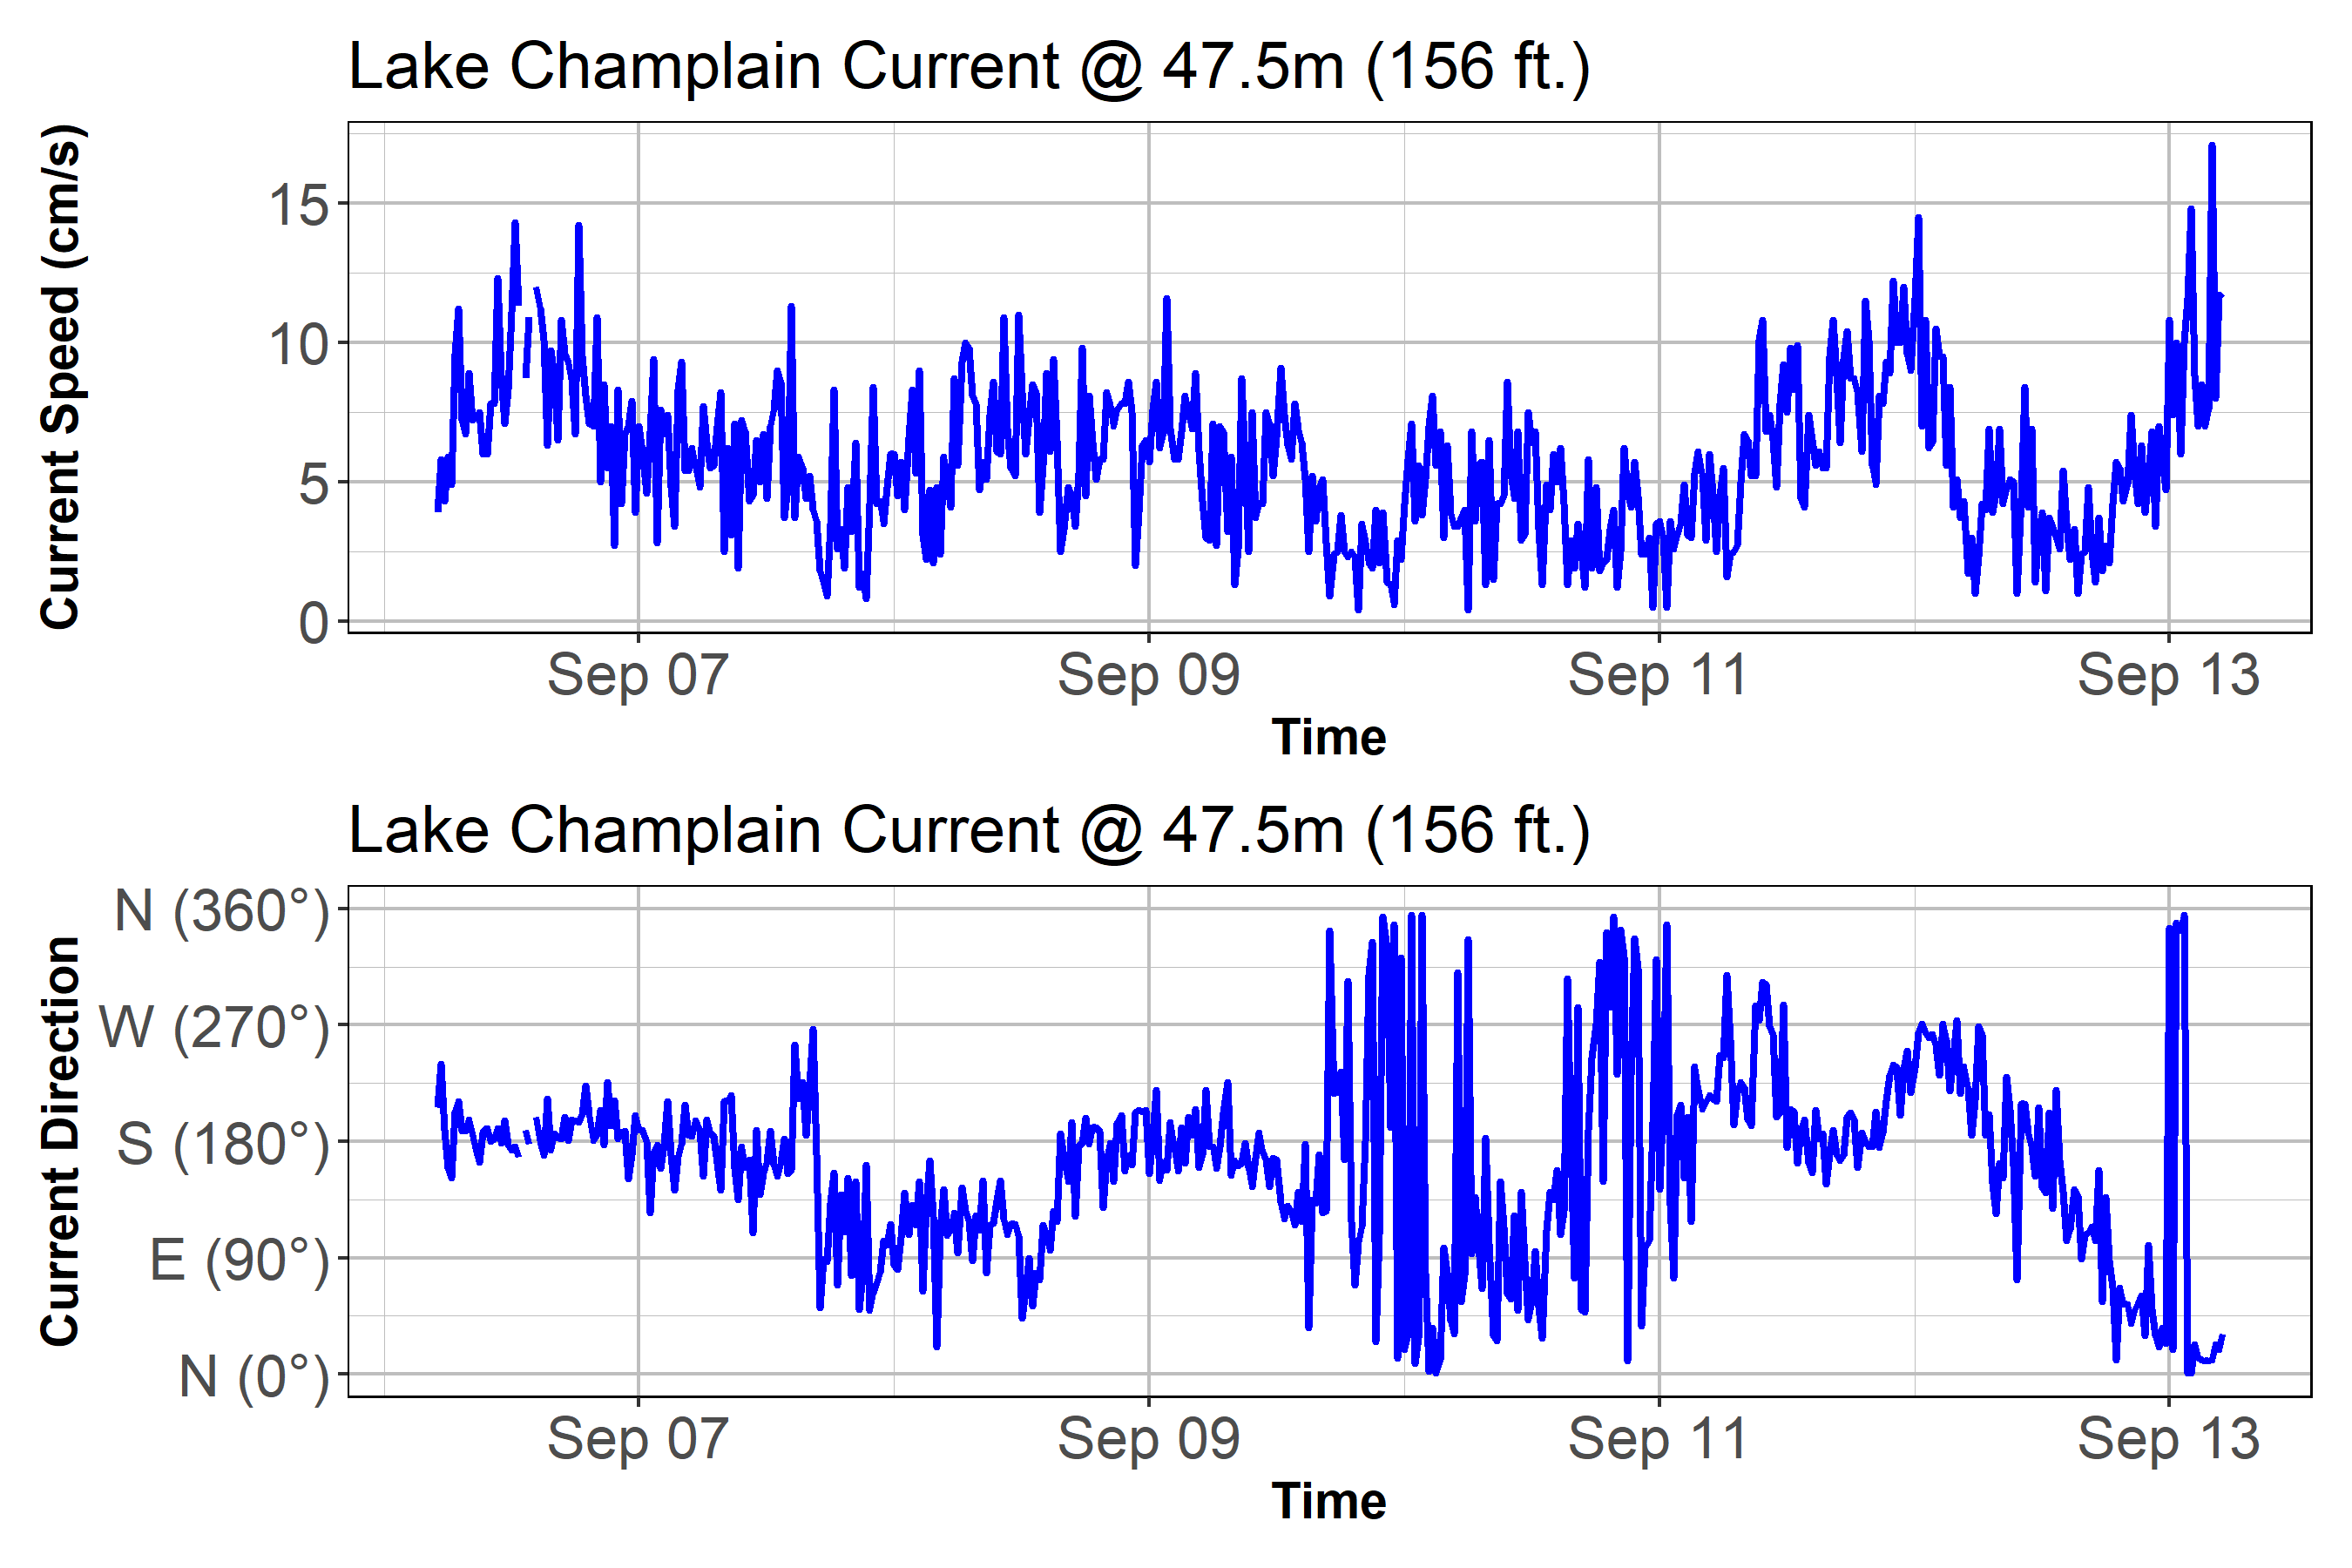 Lake Champlain Current @ 47.5m (156 ft.)
Current Speed (cm/s)
15
10
5
0
Sep 07 Sep 09 Sep 11 Sep 13
Time
Lake Champlain Current @ 47.5m (156 ft.)
Current Direction
N (360°)
W (270°)
S (180°)
E (90°)
N (0°)
Sep 07 Sep 09 Sep 11 Sep 13
Time